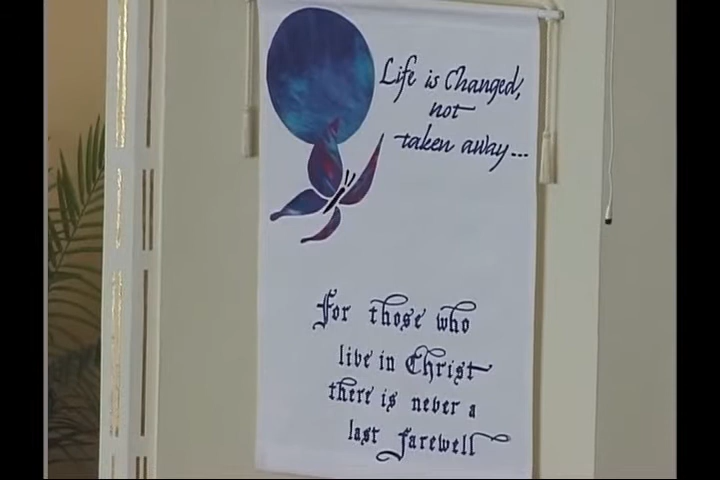 Life is Changed,
not
taken away...
For those who
live in Christ
there is never a
last farewell